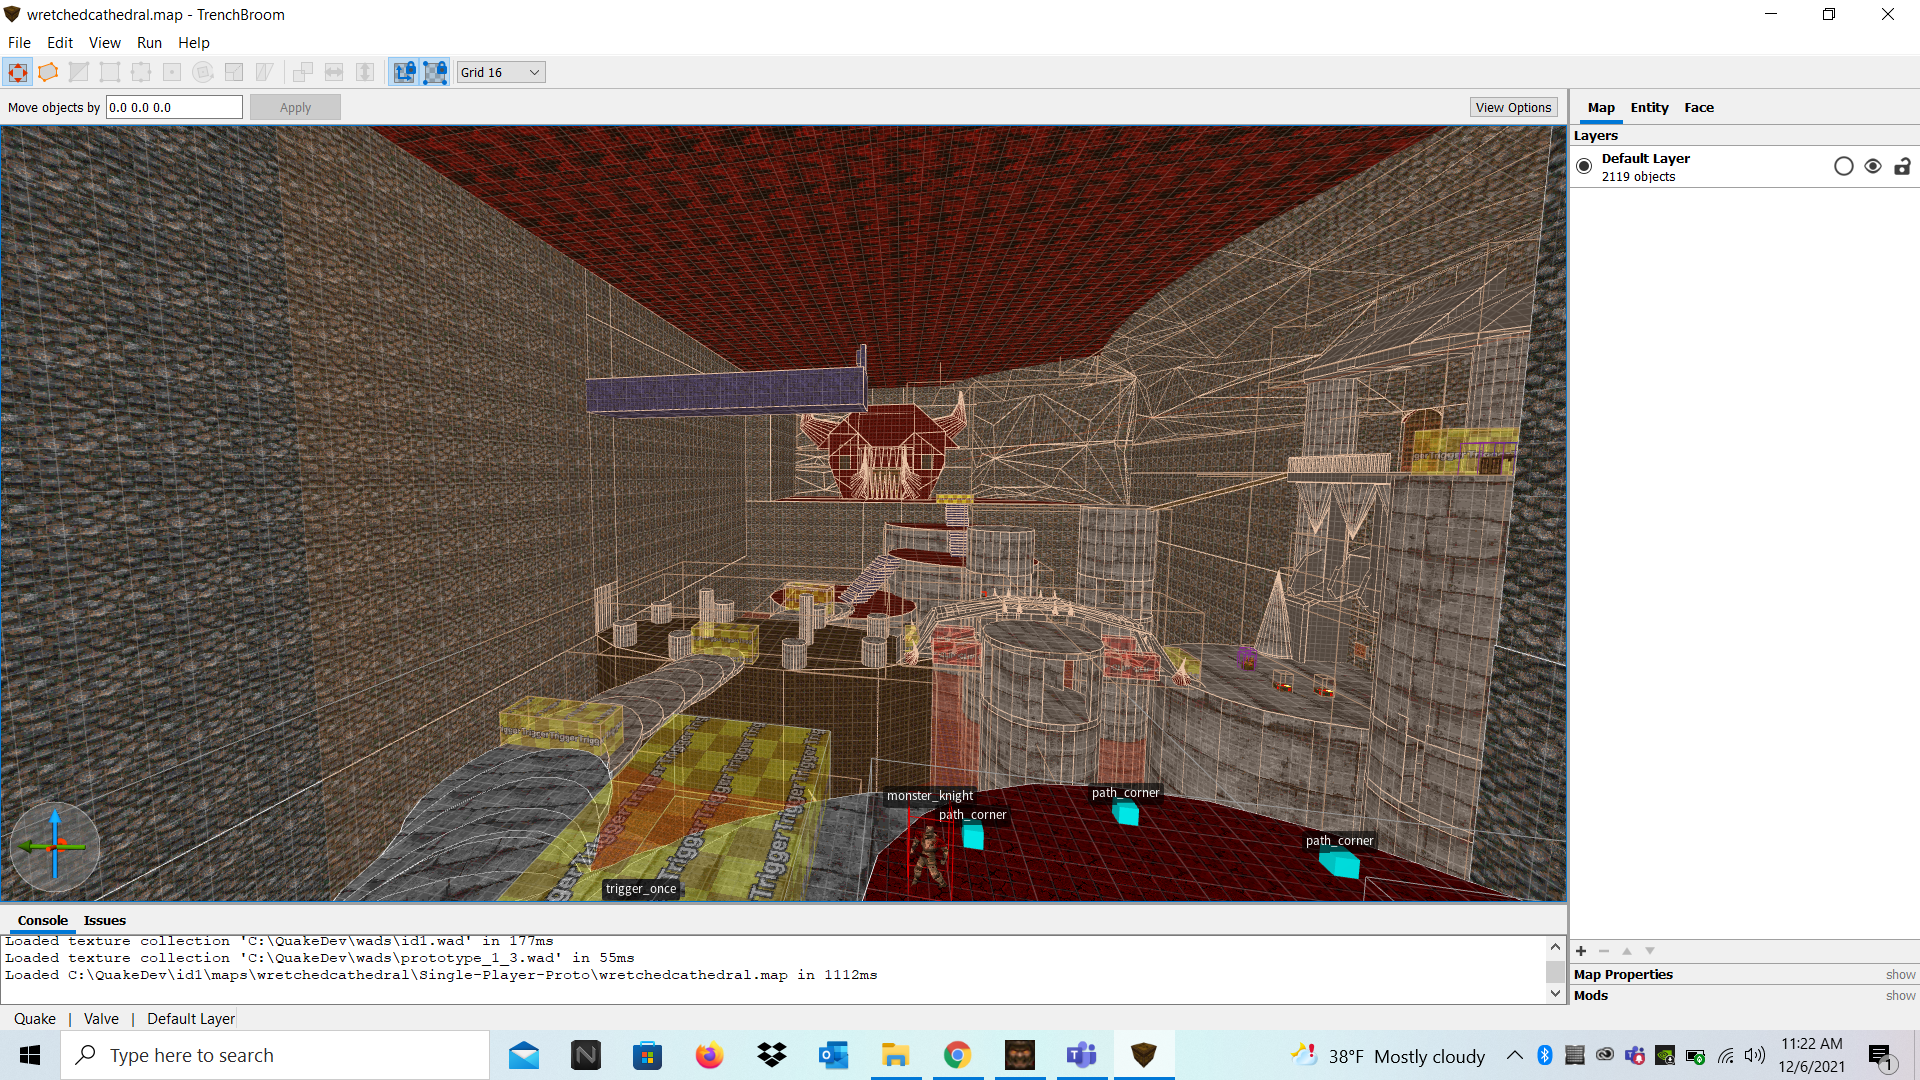 wretchedcathedral.map - TrenchBroom
File Edit View Run Help
Grid 16
Move objects by 0.0 0.0 0.0 Apply View Options
Map Entity Face
Layers
Default Layer
2119 objects
monster_knight
path_corner
path_corner
path_corner
trigger_once
Console Issues
Loaded texture collection 'C:\QuakeDev\wads\id1.wad' in 177ms
Loaded texture collection 'C:\QuakeDev\wads\prototype_1_3.wad' in 55ms
Loaded C:\QuakeDev\id1\maps\wretchedcathedral\Single-Player-Proto\wretchedcathedral.map in 1112ms
Map Properties show
Mods show
Quake | Valve | Default Layer
Type here to search
38°F Mostly cloudy
11:22 AM
12/6/2021
1